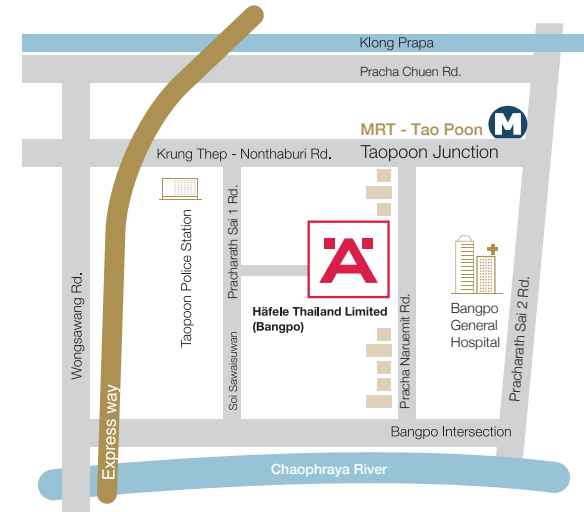 Klong Prapa
Pracha Chuen Rd.
MRT - Tao Poon
M
Krung Thep - Nonthaburi Rd.
Taopoon Junction
Taopoon Police Station
Pracharath Sai 1 Rd.
Ä
Häfele Thailand Limited
(Bangpo)
Wongsawang Rd.
Soi Sawaisuwan
Pracha Naruemit Rd.
Bangpo
General
Hospital
Pracharath Sai 2 Rd.
Express way
Bangpo Intersection
Chaophraya River